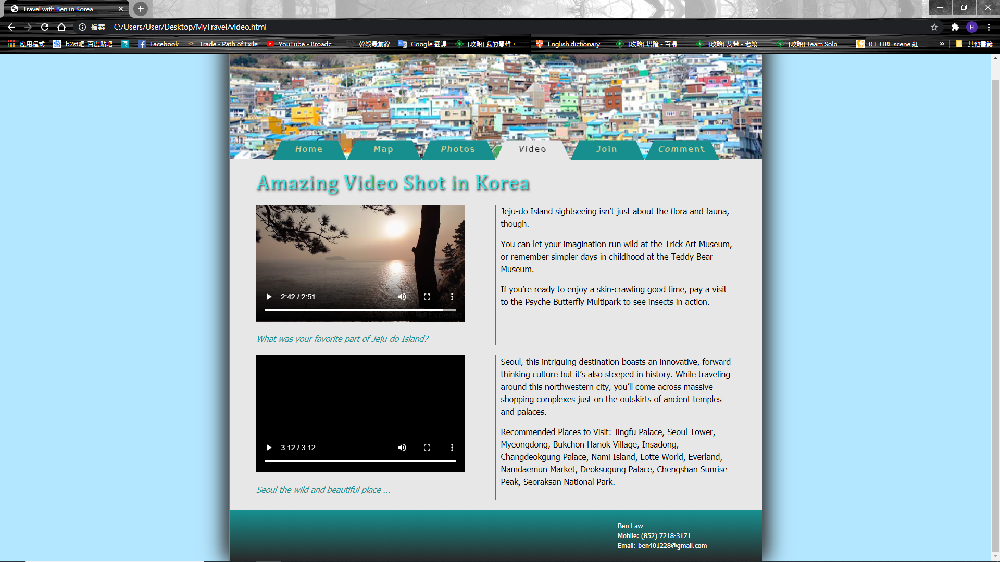 Travel with Ben in Korea
檔案 C:/Users/User/Desktop/MyTravel/video.html
H
應用程式 b2st吧_百度貼吧 Facebook Trade - Path of Exile YouTube - Broadc... 韓娛最前線 Google 翻譯 [攻略] 我的琴聲，... English dictionary,... [攻略] 塔隆 - 百場... [攻略] 艾希 - 老娘... [攻略] Team Solo... ICE FIRE scene 紅... » 其他書籤
Home Map Photos Video Join Comment
Amazing Video Shot in Korea
Jeju-do Island sightseeing isn’t just about the flora and fauna,
though.
You can let your imagination run wild at the Trick Art Museum,
or remember simpler days in childhood at the Teddy Bear
Museum.
If you’re ready to enjoy a skin-crawling good time, pay a visit
to the Psyche Butterfly Multipark to see insects in action.
2:42 / 2:51
Expedia
What was your favorite part of Jeju-do Island?
Seoul, this intriguing destination boasts an innovative, forward-
thinking culture but it’s also steeped in history. While traveling
around this northwestern city, you’ll come across massive
shopping complexes just on the outskirts of ancient temples
and palaces.
Recommended Places to Visit: Jingfu Palace, Seoul Tower,
Myeongdong, Bukchon Hanok Village, Insadong,
Changdeokgung Palace, Nami Island, Lotte World, Everland,
Namdaemun Market, Deoksugung Palace, Chengshan Sunrise
Peak, Seoraksan National Park.
3:12 / 3:12
Seoul the wild and beautiful place ...
Ben Law
Mobile: (852) 7218-3171
Email: ben401228@gmail.com